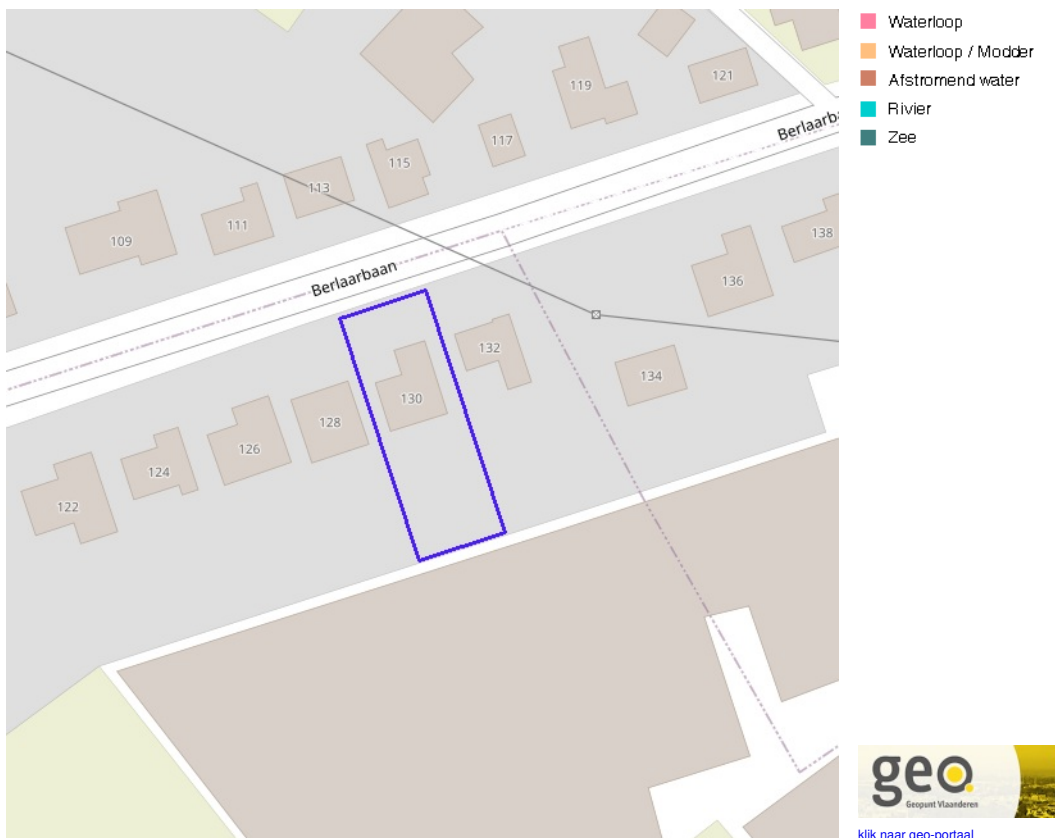 Waterloop
Waterloop / Modder
Afstromend water
Rivier
Zee
121
119
117
115
113
111
109
Berlaarba
Berlaarbaan
138
136
134
132
130
128
126
124
122
geo.
Geopunt Vlaanderen
klik naar geo-portaal